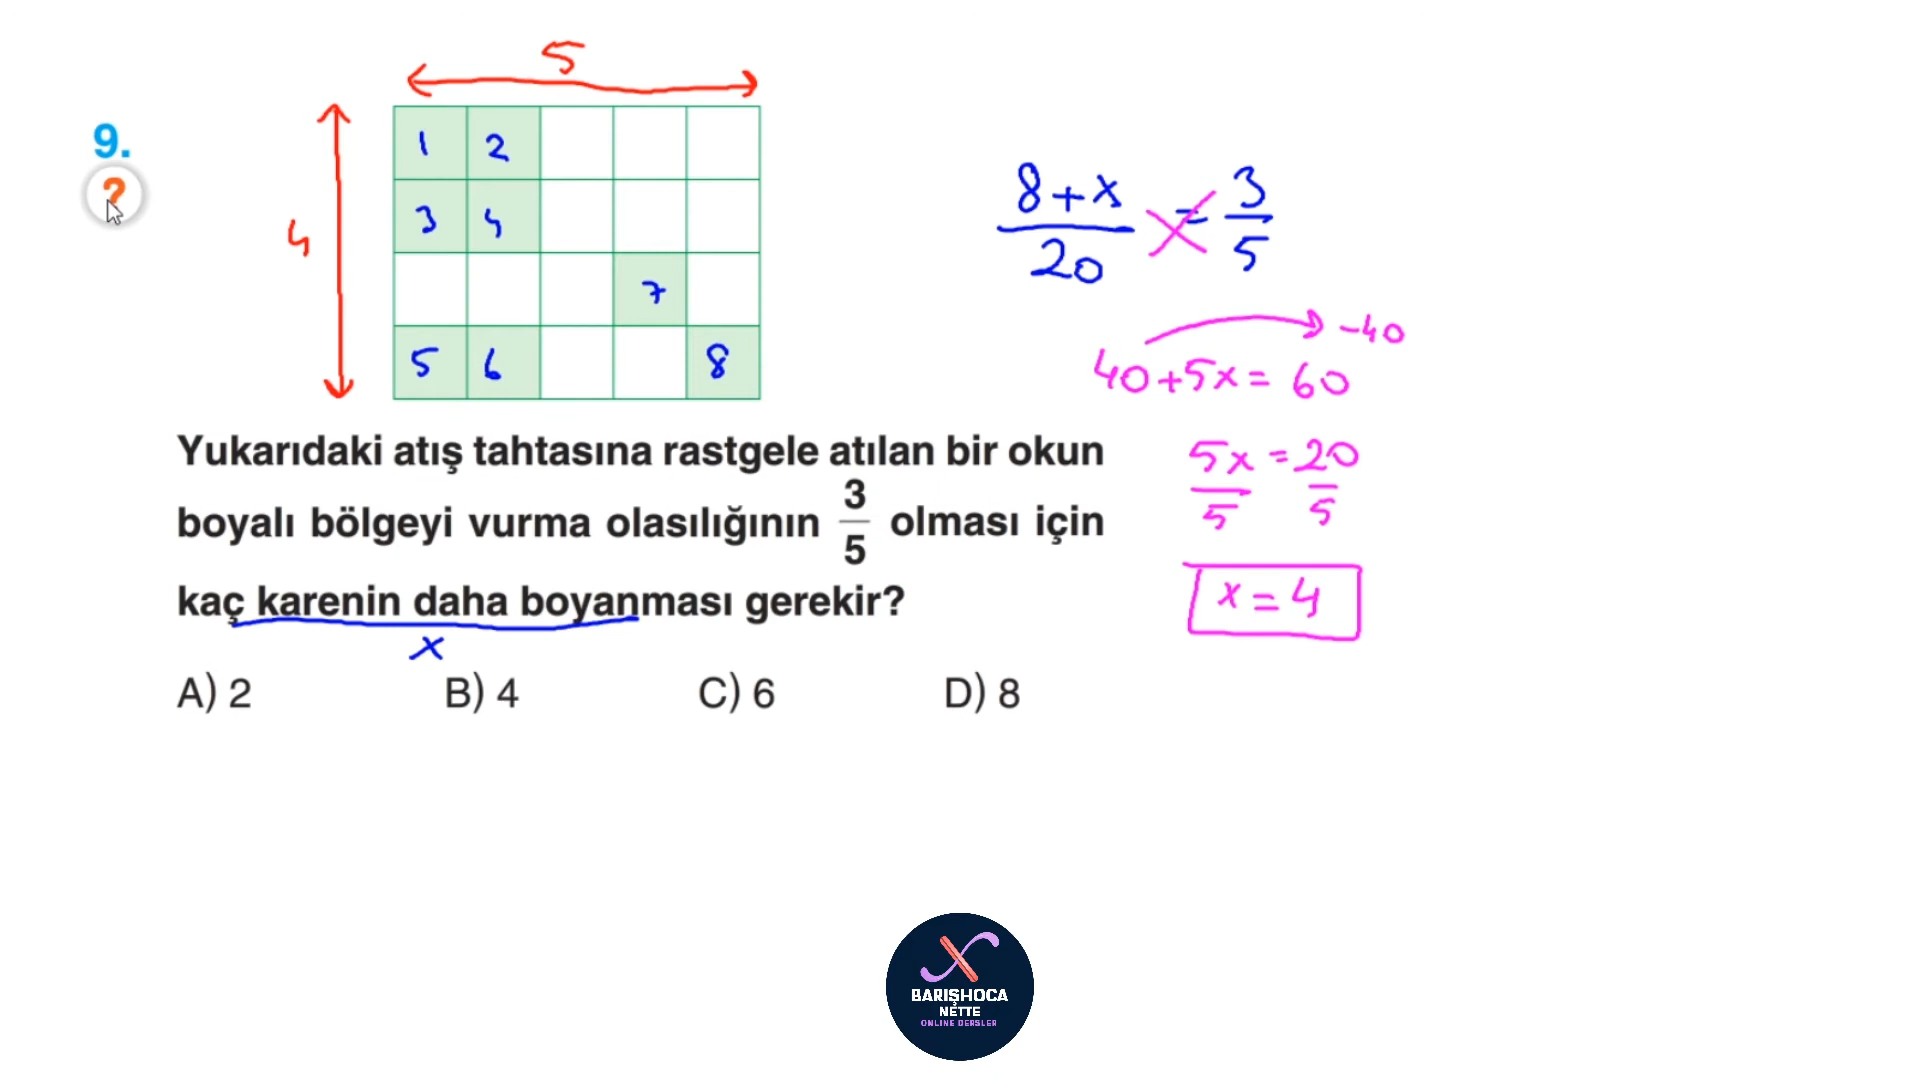 5
9.
?
4
1 2
3 4
7
5 6 8
8+x = 3
20 5
-40
40+5x= 60
5x = 20
5 5
x = 4
Yukarıdaki atış tahtasına rastgele atılan bir okun
boyalı bölgeyi vurma olasılığının 3/5 olması için
kaç karenin daha boyanması gerekir?
x
A) 2 B) 4 C) 6 D) 8
BARIŞHOCA
NETTE
ONLINE DERSLER